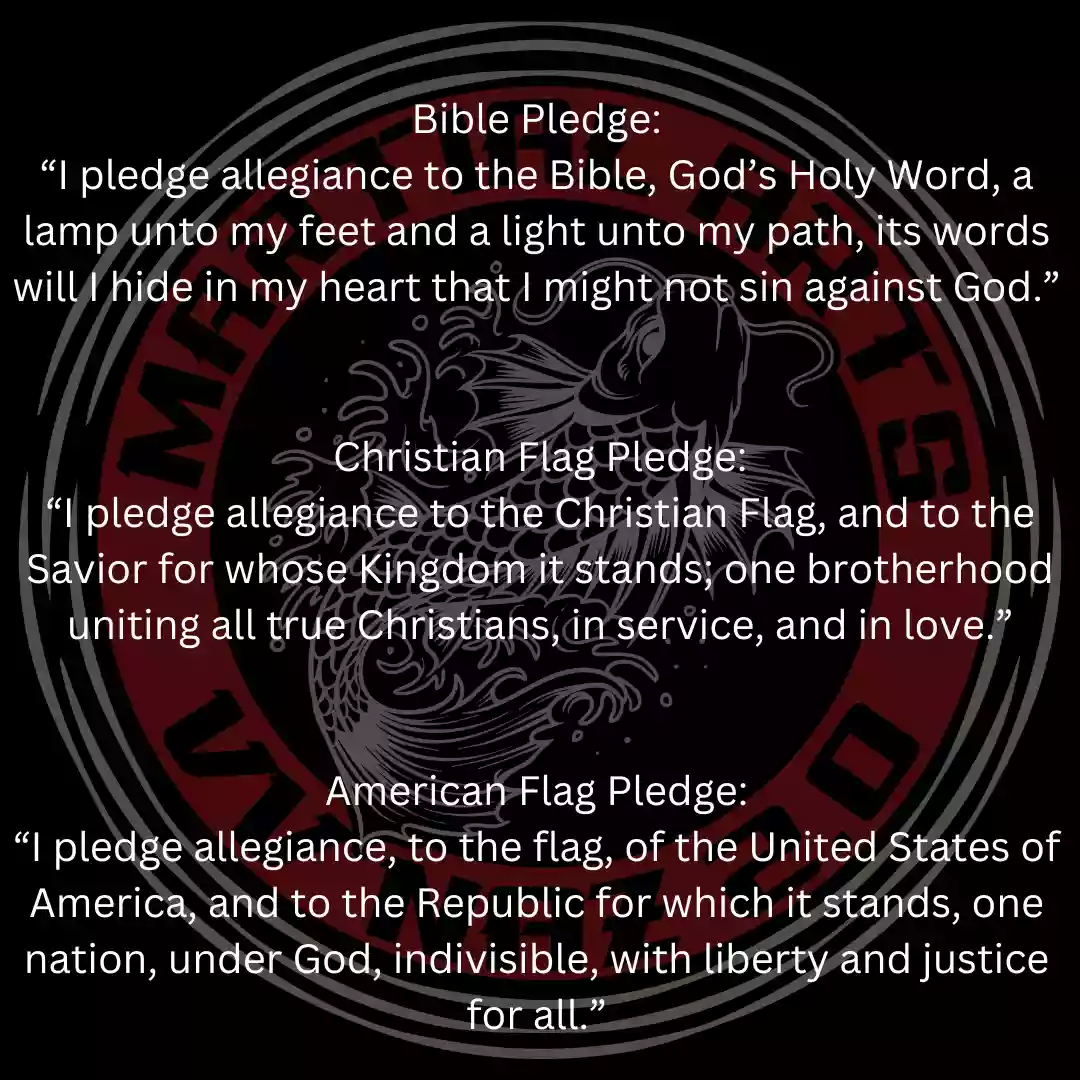 Bible Pledge:
“I pledge allegiance to the Bible, God’s Holy Word, a
lamp unto my feet and a light unto my path, its words
will I hide in my heart that I might not sin against God.”
Christian Flag Pledge:
“I pledge allegiance to the Christian Flag, and to the
Savior for whose Kingdom it stands; one brotherhood
uniting all true Christians, in service, and in love.”
American Flag Pledge:
“I pledge allegiance, to the flag, of the United States of
America, and to the Republic for which it stands, one
nation, under God, indivisible, with liberty and justice
for all.”
MARTIAL ARTS